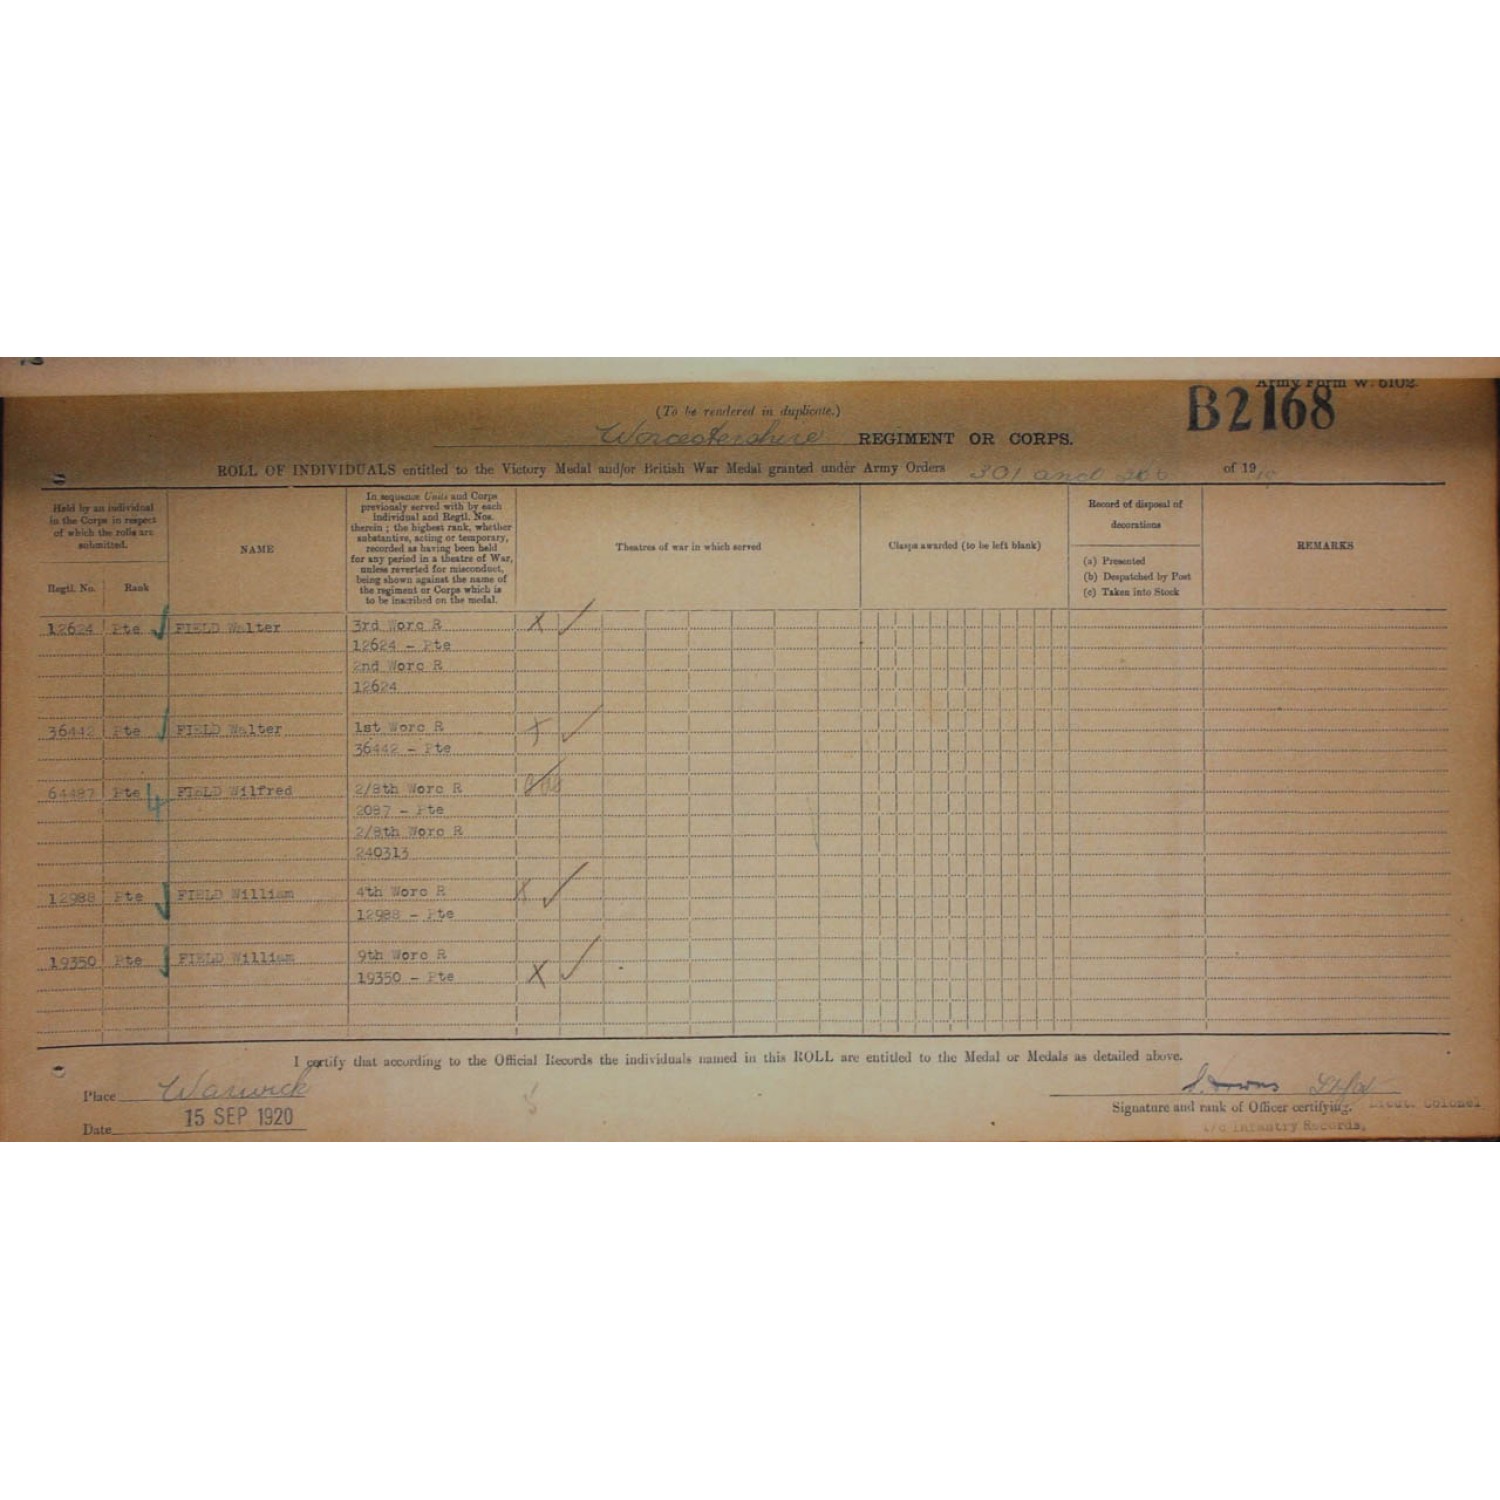 Army Form W. 5102.
B2168
(To be rendered in duplicate.)
Worcestershire REGIMENT OR CORPS.
ROLL OF INDIVIDUALS entitled to the Victory Medal and/or British War Medal granted under Army Orders 301 and 266 of 1919
Held by an individual
in the Corps in respect
of which the rolls are
submitted.
Regtl. No. Rank
NAME
In sequence Units and Corps
previously served with by each
individual and Regtl. Nos.
therein; the highest rank, whether
substantive, acting or temporary,
recorded as having been held
for any period in a theatre of War,
unless reverted for misconduct,
being shown against the name of
the regiment or Corps which is
to be inscribed on the medal.
Theatres of war in which served
Clasps awarded (to be left blank)
Record of disposal of
decorations
(a) Presented
(b) Despatched by Post
(c) Taken into Stock
REMARKS
12624 Pte FIELD Walter 3rd Worc R
12624 - Pte
2nd Worc R
12624
36442 Pte FIELD Walter 1st Worc R
36442 - Pte
64487 Pte FIELD Wilfred 2/8th Worc R
2087 - Pte
2/8th Worc R
240313
12988 Pte FIELD William 4th Worc R
12988 - Pte
19350 Pte FIELD William 9th Worc R
19350 - Pte
I certify that according to the Official Records the individuals named in this ROLL are entitled to the Medal or Medals as detailed above.
Place Warwick
Date 15 SEP 1920
Signature and rank of Officer certifying. Lieut. Colonel
i/c Infantry Records,